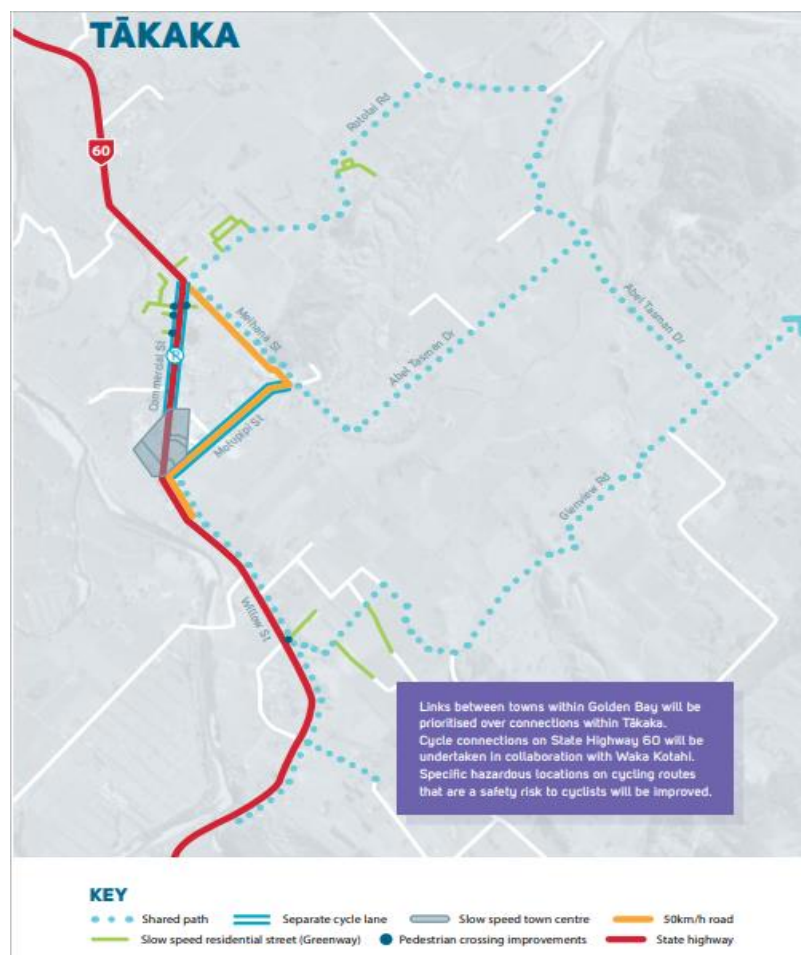 TĀKAKA
Rototai Rd
60
Meihana St
Commercial St
Abel Tasman Dr
Abel Tasman Dr
Motupipi St
Glenview Rd
Willow St
Links between towns within Golden Bay will be
prioritised over connections within Tākaka.
Cycle connections on State Highway 60 will be
undertaken in collaboration with Waka Kotahi.
Specific hazardous locations on cycling routes
that are a safety risk to cyclists will be improved.
KEY
Shared path Separate cycle lane Slow speed town centre 50km/h road
Slow speed residential street (Greenway) Pedestrian crossing improvements State highway